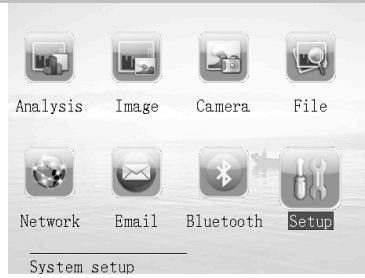 Analysis Image Camera File
Network Email Bluetooth Setup
System setup